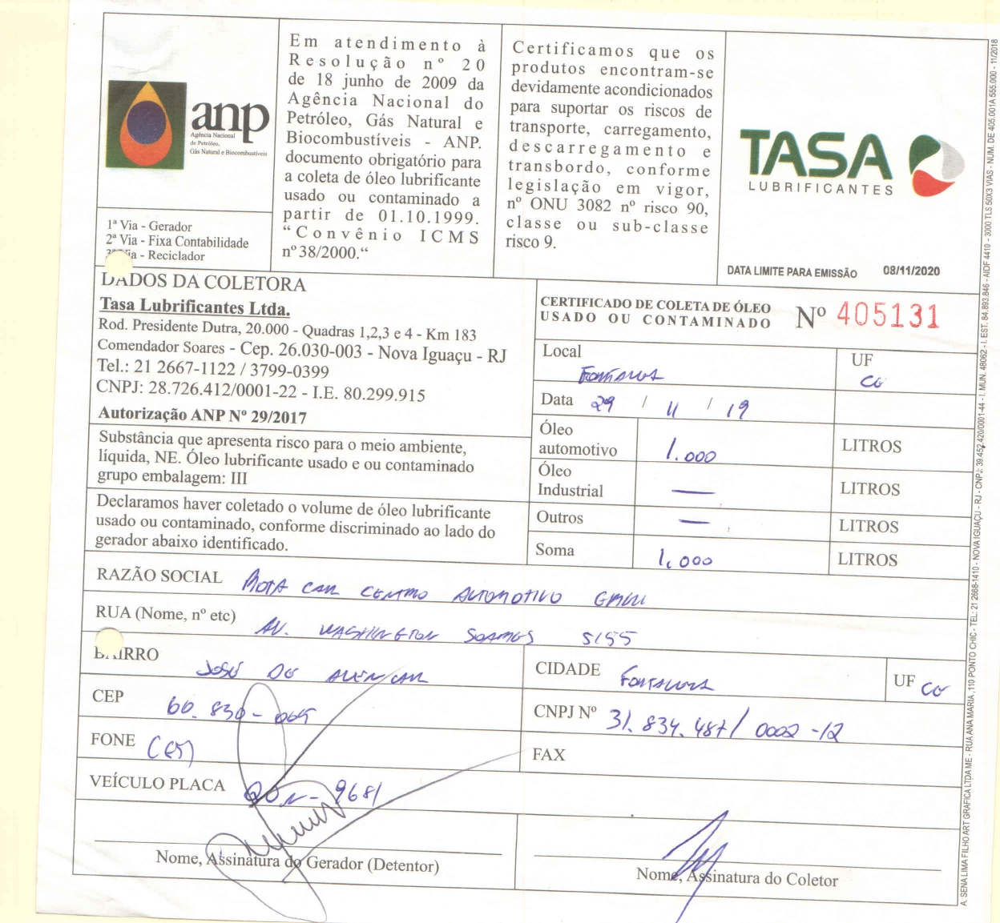 anp
Agência Nacional
de Petróleo,
Gás Natural e Biocombustíveis
1ª Via - Gerador
2ª Via - Fixa Contabilidade
3ª Via - Reciclador
Em atendimento à
Resolução nº 20
de 18 junho de 2009 da
Agência Nacional do
Petróleo, Gás Natural e
Biocombustíveis - ANP.
documento obrigatório para
a coleta de óleo lubrificante
usado ou contaminado a
partir de 01.10.1999.
“Convênio ICMS
nº 38/2000.“
Certificamos que os
produtos encontram-se
devidamente acondicionados
para suportar os riscos de
transporte, carregamento,
descarregamento e
transbordo, conforme
legislação em vigor,
nº ONU 3082 nº risco 90,
classe ou sub-classe
risco 9.
TASA
LUBRIFICANTES
DATA LIMITE PARA EMISSÃO 08/11/2020
DADOS DA COLETORA
Tasa Lubrificantes Ltda.
Rod. Presidente Dutra, 20.000 - Quadras 1,2,3 e 4 - Km 183
Comendador Soares - Cep. 26.030-003 - Nova Iguaçu - RJ
Tel.: 21 2667-1122 / 3799-0399
CNPJ: 28.726.412/0001-22 - I.E. 80.299.915
Autorização ANP Nº 29/2017
Substância que apresenta risco para o meio ambiente,
líquida, NE. Óleo lubrificante usado e ou contaminado
grupo embalagem: III
Declaramos haver coletado o volume de óleo lubrificante
usado ou contaminado, conforme discriminado ao lado do
gerador abaixo identificado.
CERTIFICADO DE COLETA DE ÓLEO
USADO OU CONTAMINADO Nº 405131
Local Fortaleza UF CE
Data 29 / 11 / 19
Óleo
automotivo 1.000 LITROS
Óleo
Industrial — LITROS
Outros — LITROS
Soma 1.000 LITROS
RAZÃO SOCIAL MOTA CAR CENTRO AUTOMOTIVO
RUA (Nome, nº etc) AV. WASHINGTON SOARES 5155
BAIRRO JOSÉ DE ALENCAR
CIDADE FORTALEZA UF CE
CEP 60.830-005
CNPJ Nº 31.834.487/0002-12
FONE (85)
FAX
VEÍCULO PLACA 9681
Nome, Assinatura do Gerador (Detentor)
Nome, Assinatura do Coletor
A. SENA LIMA FILHO ART GRAFICA LTDA ME - RUA ANA MARIA, 110 PONTO CHIC - TEL: 21 2668-1410 - NOVA IGUAÇU - RJ - CNPJ: 39.452.420/0001-44 - I. MUN. 48062 - I. EST. 84.893.846 - AIDF 4410 - 3000 TLS 50X3 VIAS - NUM. DE 405.001A 555.000 - 11/2018